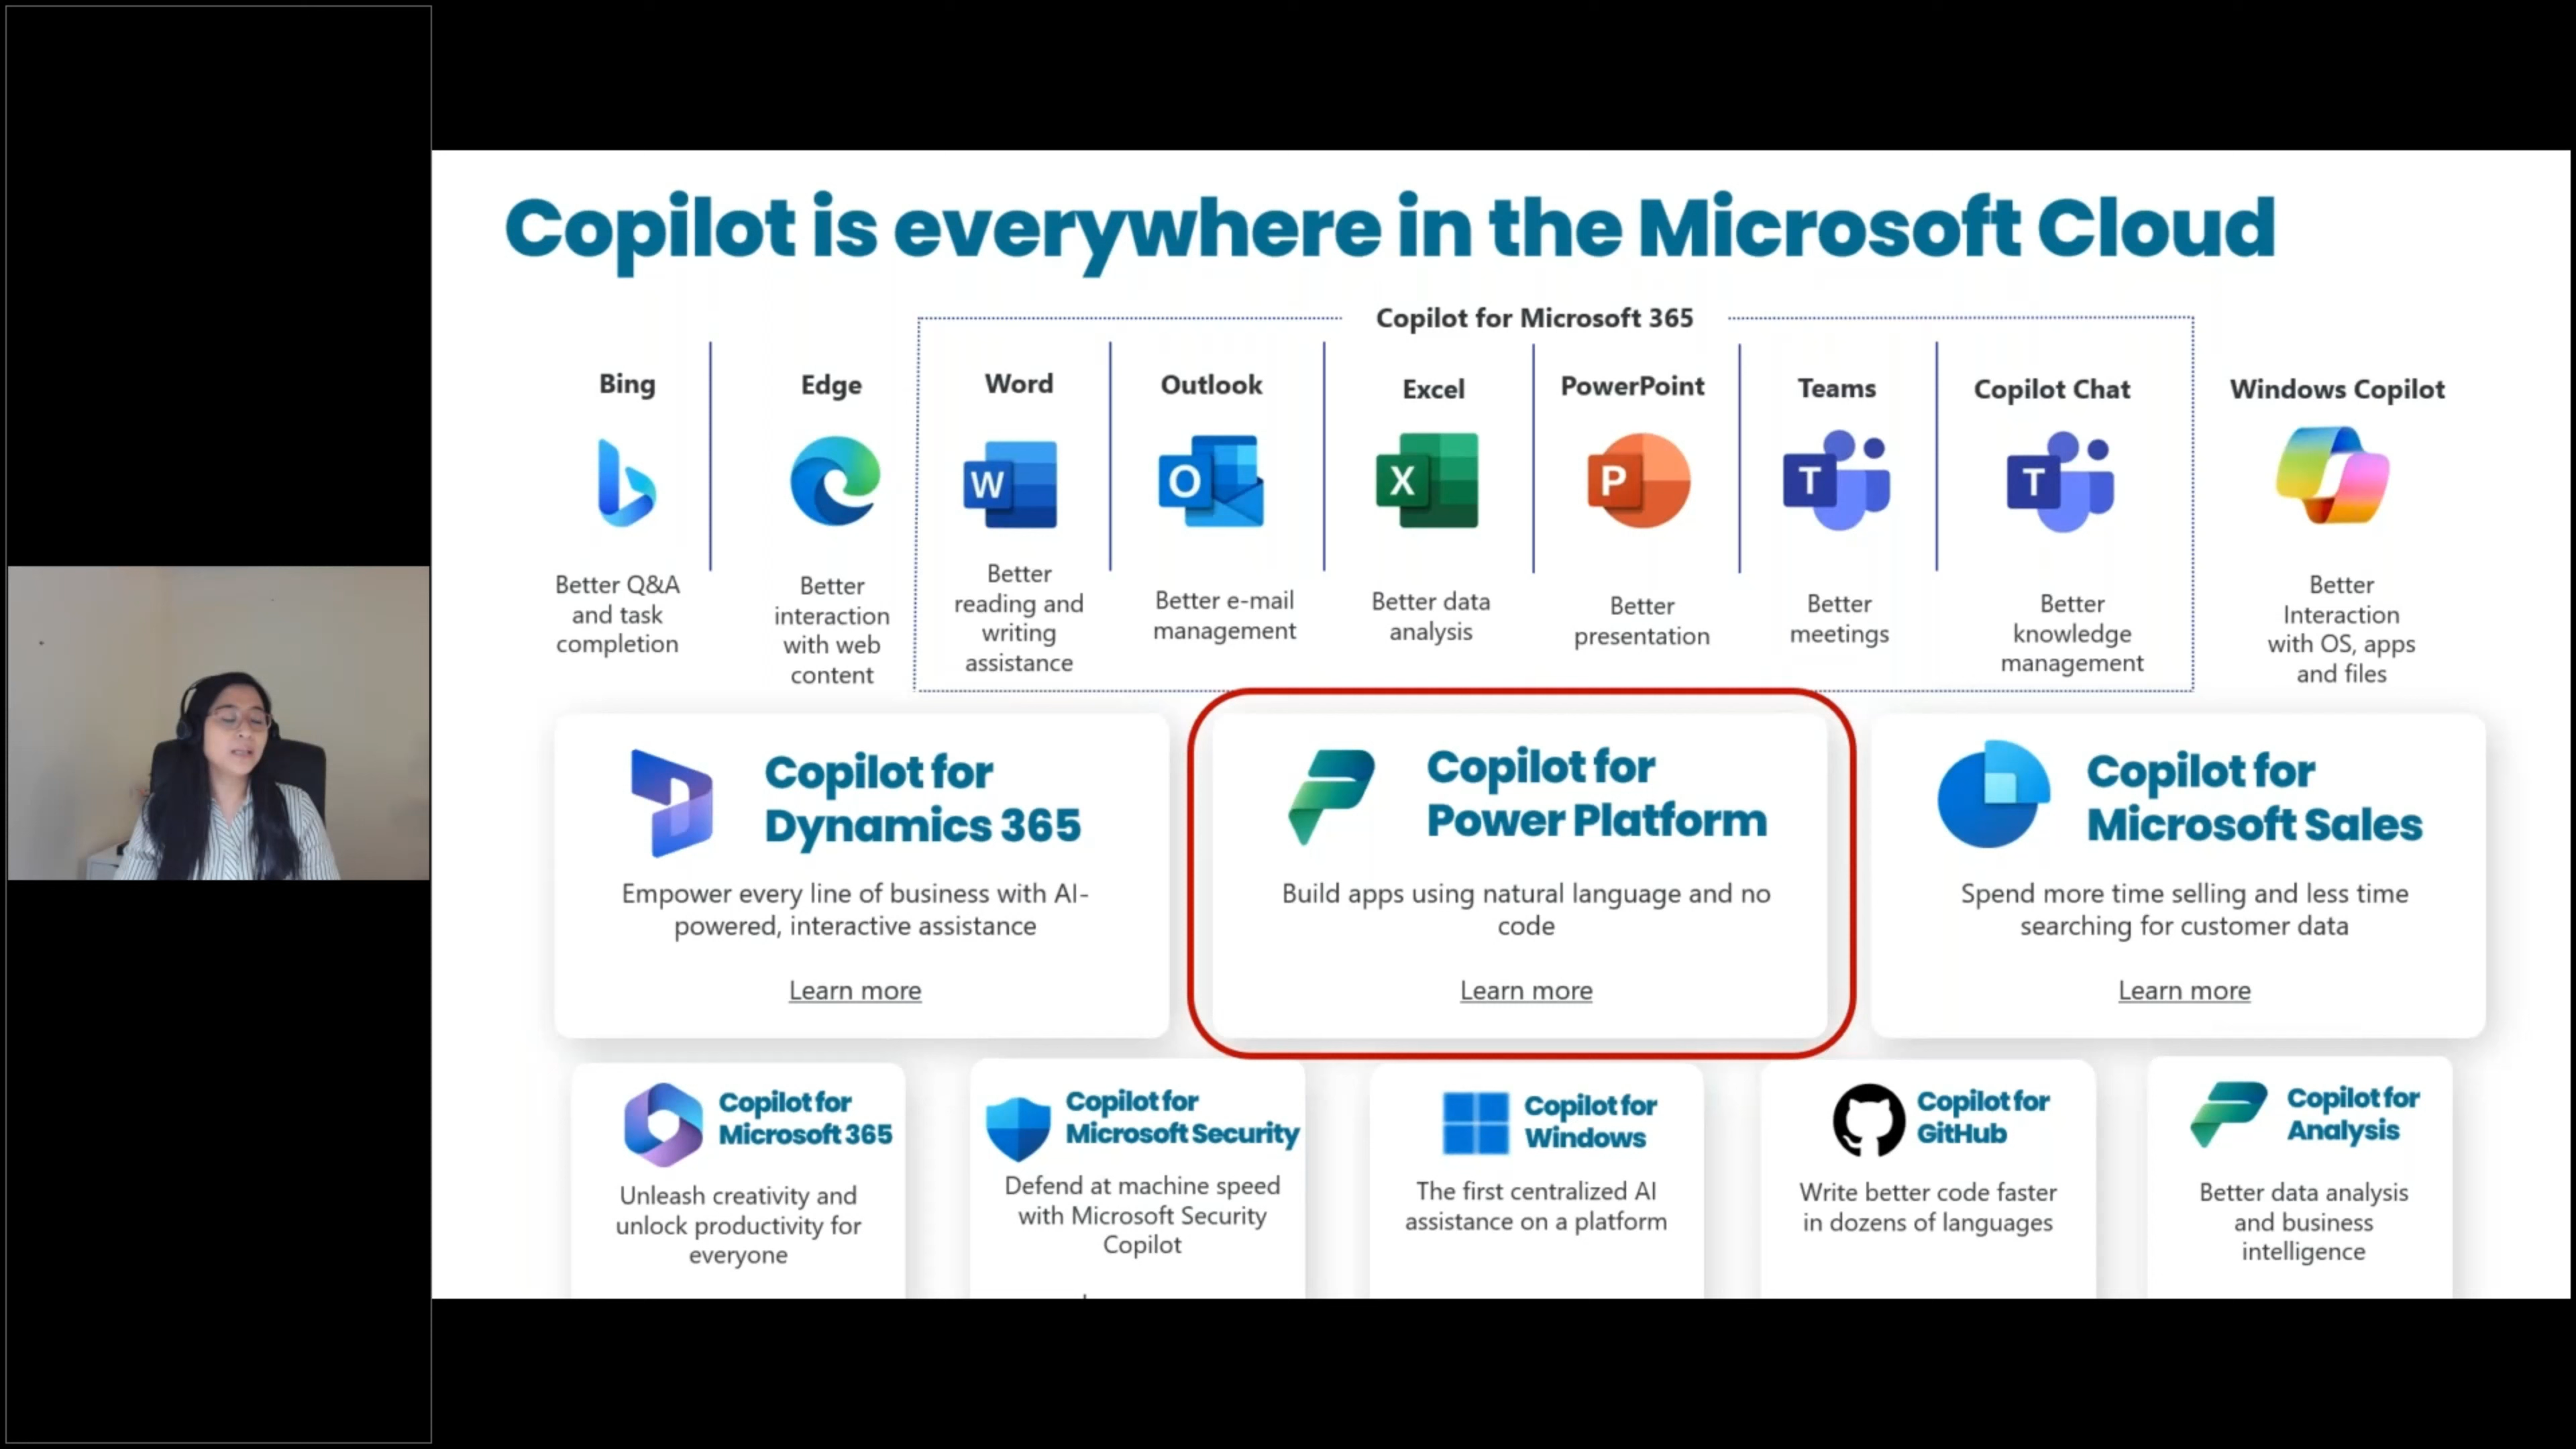 Copilot is everywhere in the Microsoft Cloud
Copilot for Microsoft 365
Bing
Edge
Word
Outlook
Excel
PowerPoint
Teams
Copilot Chat
Windows Copilot
W
O
X
P
T
T
Better Q&A
and task
completion
Better
interaction
with web
content
Better
reading and
writing
assistance
Better e-mail
management
Better data
analysis
Better
presentation
Better
meetings
Better
knowledge
management
Better
Interaction
with OS, apps
and files
Copilot for
Dynamics 365
Empower every line of business with AI-
powered, interactive assistance
Learn more
Copilot for
Power Platform
Build apps using natural language and no
code
Learn more
Copilot for
Microsoft Sales
Spend more time selling and less time
searching for customer data
Learn more
Copilot for
Microsoft 365
Unleash creativity and
unlock productivity for
everyone
Copilot for
Microsoft Security
Defend at machine speed
with Microsoft Security
Copilot
Copilot for
Windows
The first centralized AI
assistance on a platform
Copilot for
GitHub
Write better code faster
in dozens of languages
Copilot for
Analysis
Better data analysis
and business
intelligence